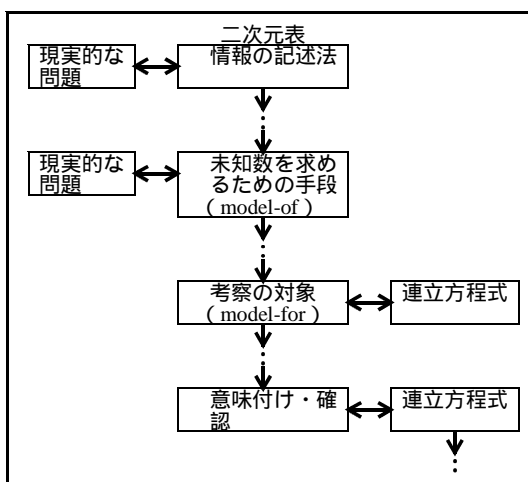 二次元表
現実的な
問題
情報の記述法
現実的な
問題
未知数を求め
るための手段
（model-of）
考察の対象
（model-for）
連立方程式
意味付け・確
認
連立方程式